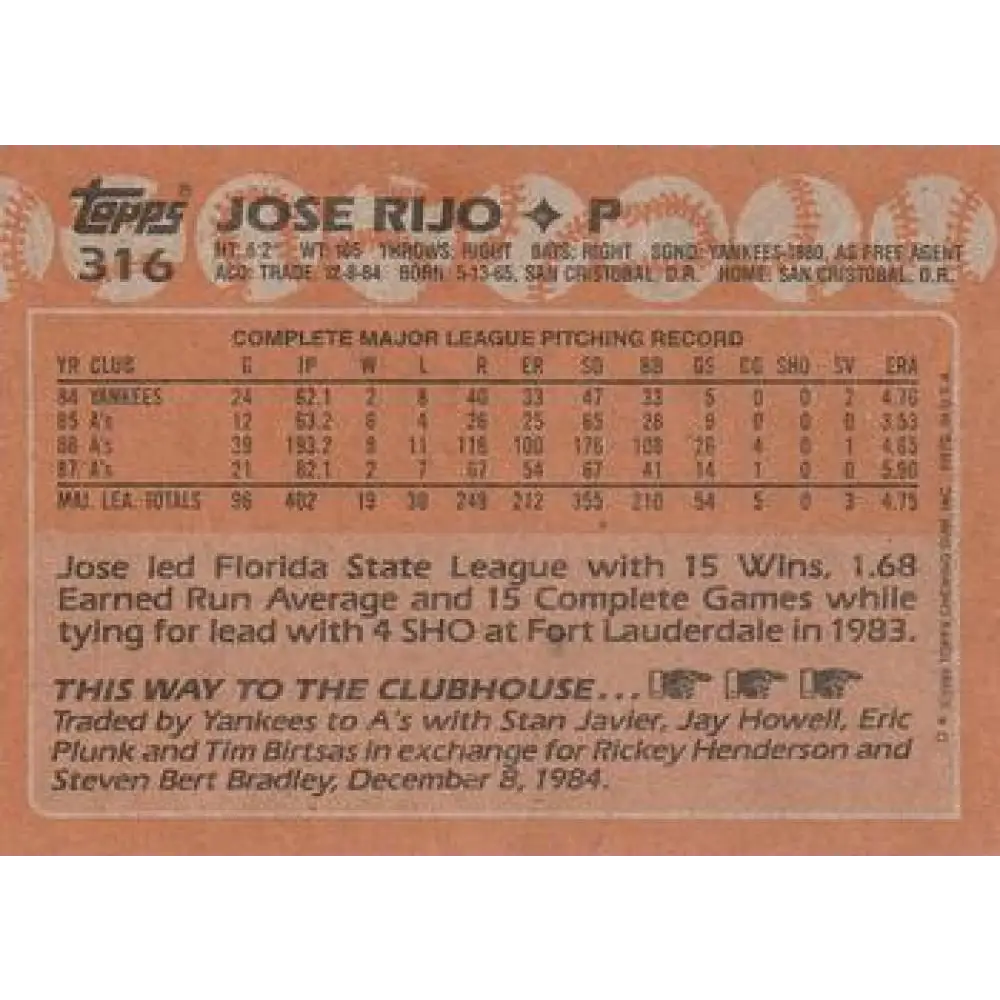 topps®
316
JOSE RIJO P
HT: 6'2" WT: THROWS: RIGHT BATS: RIGHT SGND: YANKEES-1980, AS FREE AGENT
ACQ: TRADE, 12-8-84 BORN: 5-13-65, SAN CRISTOBAL, D.R. HOME: SAN CRISTOBAL, D.R.
COMPLETE MAJOR LEAGUE PITCHING RECORD
YR CLUB G IP W L R ER SO BB GS CG SHO SV ERA
84 YANKEES 24 62.1 2 8 40 33 47 33 5 0 0 2 4.76
85 A's 12 63.2 6 4 26 25 65 28 9 0 0 0 3.53
86 A's 39 193.2 9 11 116 100 176 108 26 4 0 1 4.65
87 A's 21 82.1 2 7 67 54 67 41 14 1 0 0 5.90
MAJ. LEA. TOTALS 96 402 19 30 249 212 355 210 54 5 0 3 4.75
Jose led Florida State League with 15 Wins, 1.68
Earned Run Average and 15 Complete Games while
tying for lead with 4 SHO at Fort Lauderdale in 1983.
THIS WAY TO THE CLUBHOUSE...
Traded by Yankees to A's with Stan Javier, Jay Howell, Eric
Plunk and Tim Birtsas in exchange for Rickey Henderson and
Steven Bert Bradley, December 8, 1984.